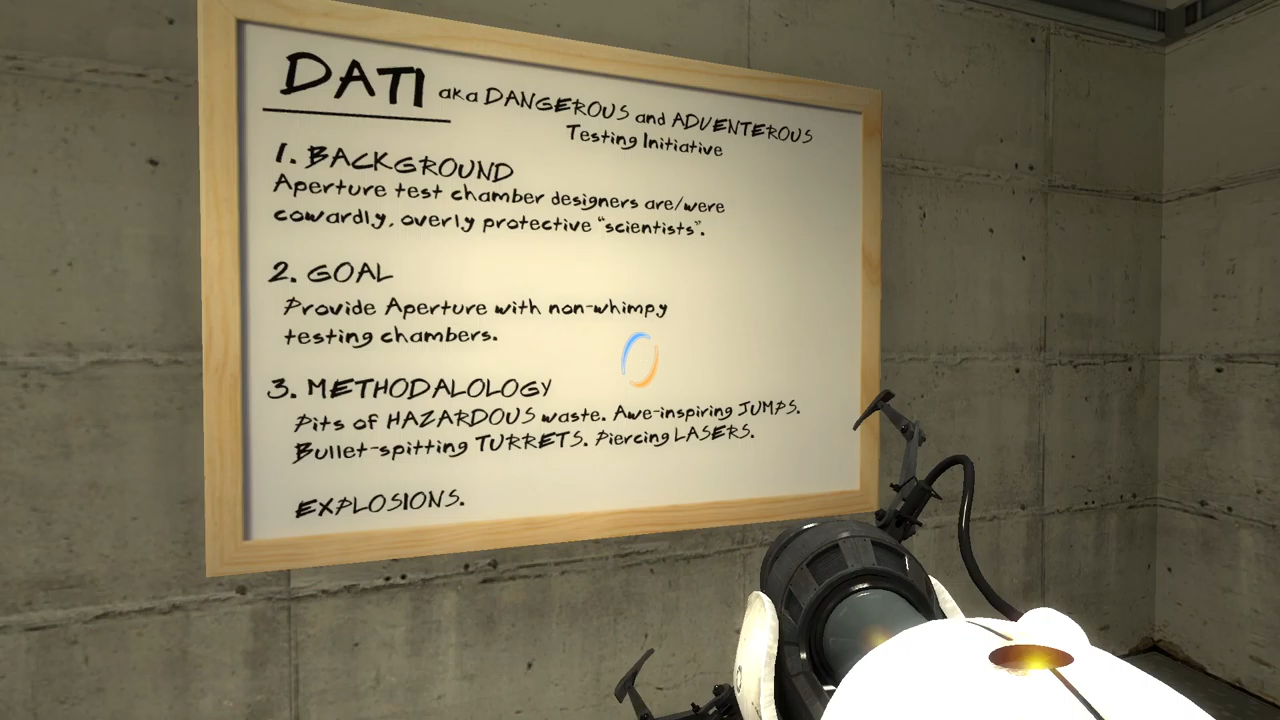 DATI aka DANGEROUS and ADVENTEROUS
Testing Initiative
1. BACKGROUND
Aperture test chamber designers are/were
cowardly, overly protective "scientists".
2. GOAL
Provide Aperture with non-whimpy
testing chambers.
3. METHODALOLOGY
Pits of HAZARDOUS waste. Awe-inspiring JUMPS.
Bullet-spitting TURRETS. Piercing LASERS.
EXPLOSIONS.